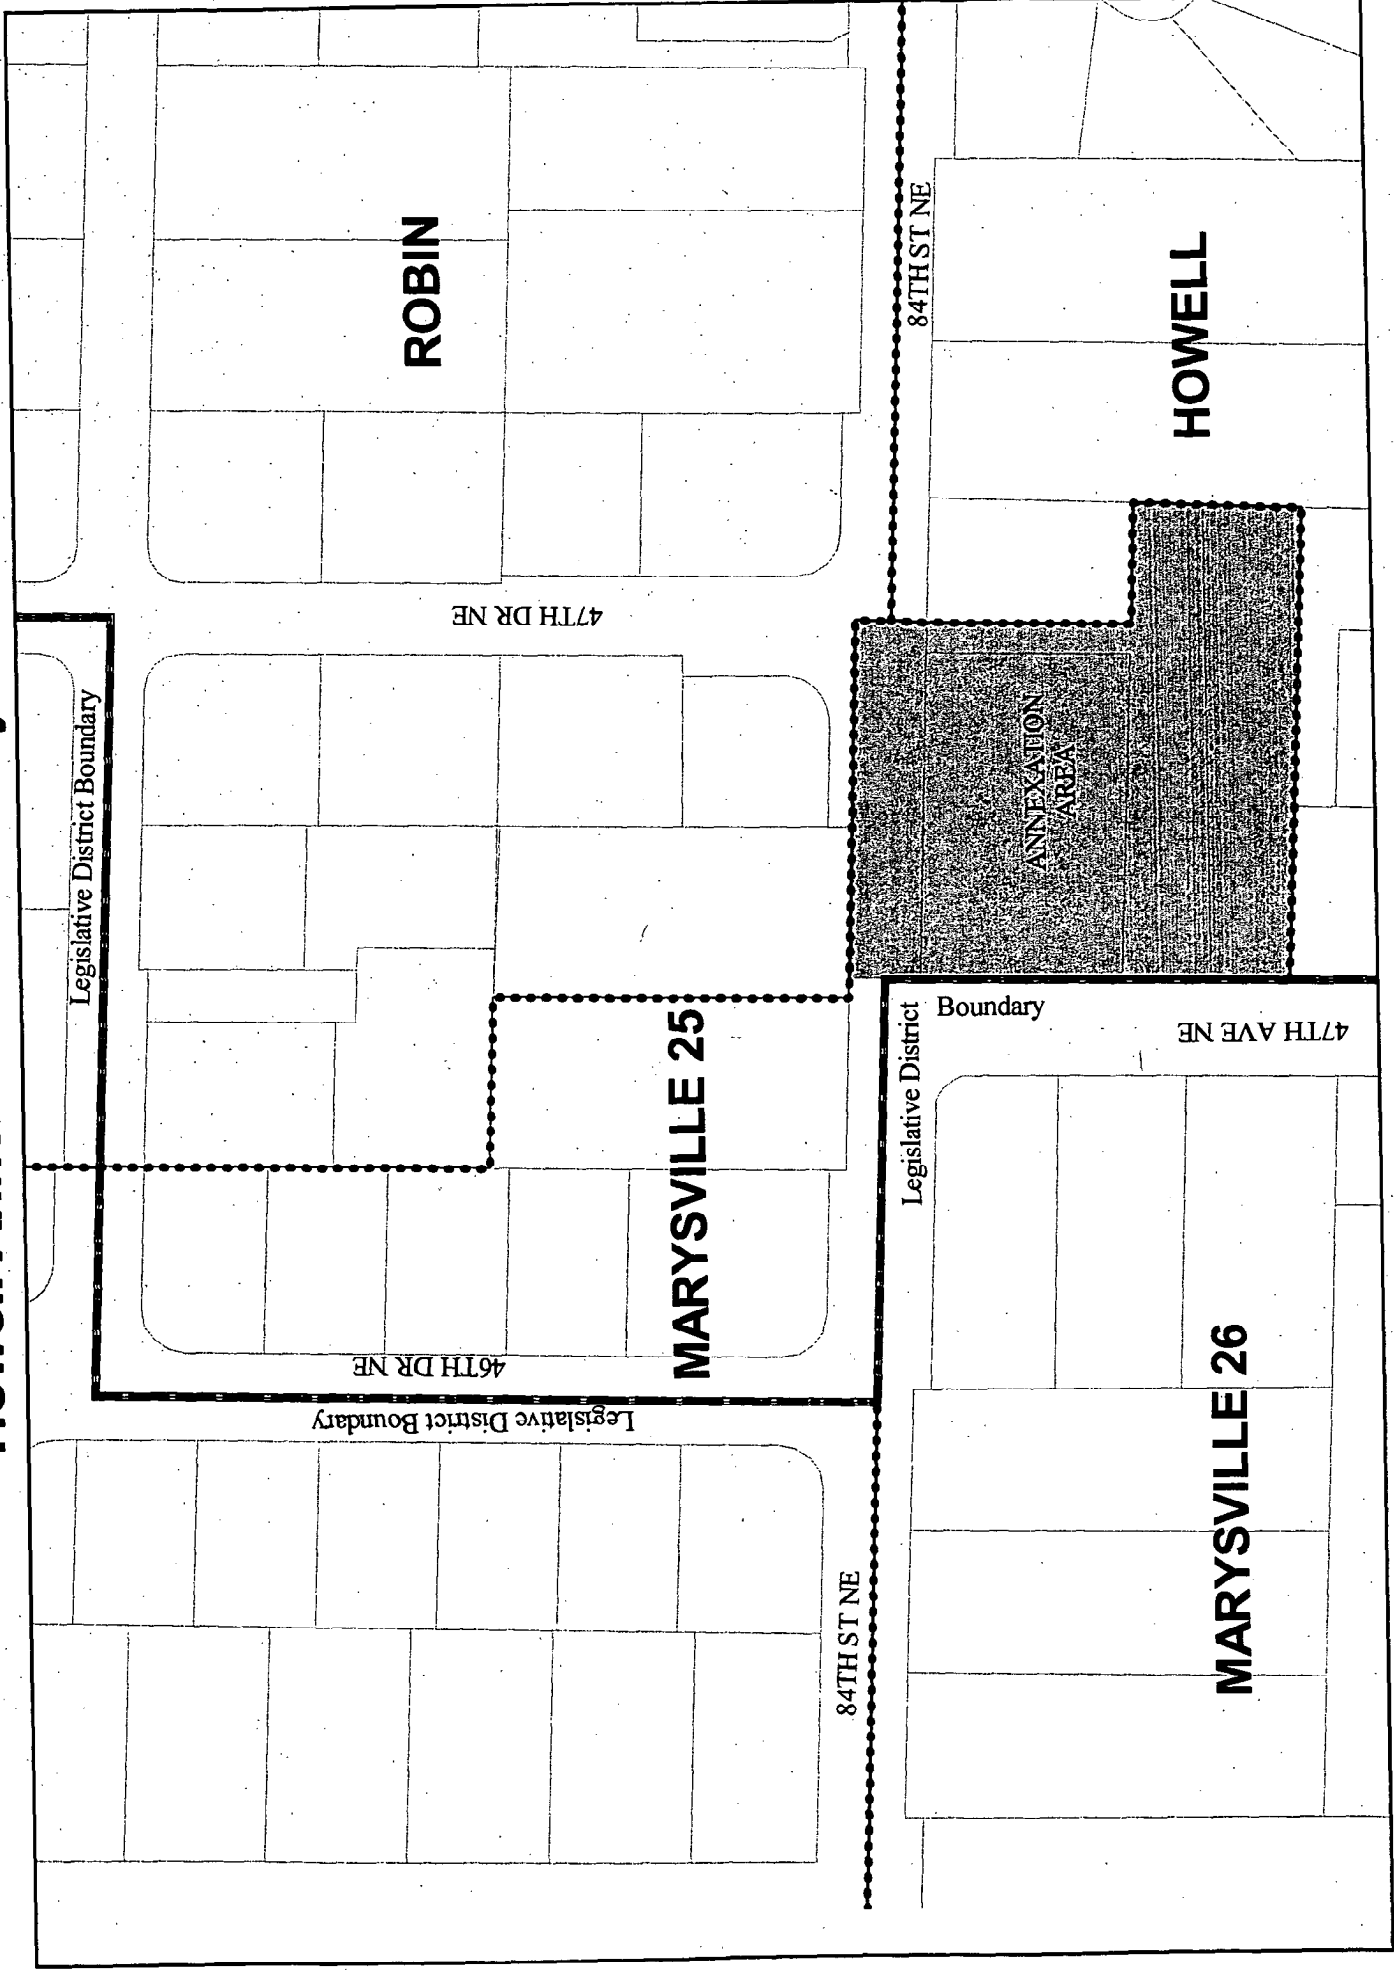 Legislative District Boundary
ROBIN
47TH DR NE
84TH ST NE
HOWELL
ANNEXATION
AREA
MARYSVILLE 25
46TH DR NE
Legislative District Boundary
Legislative District
Boundary
47TH AVE NE
84TH ST NE
MARYSVILLE 26